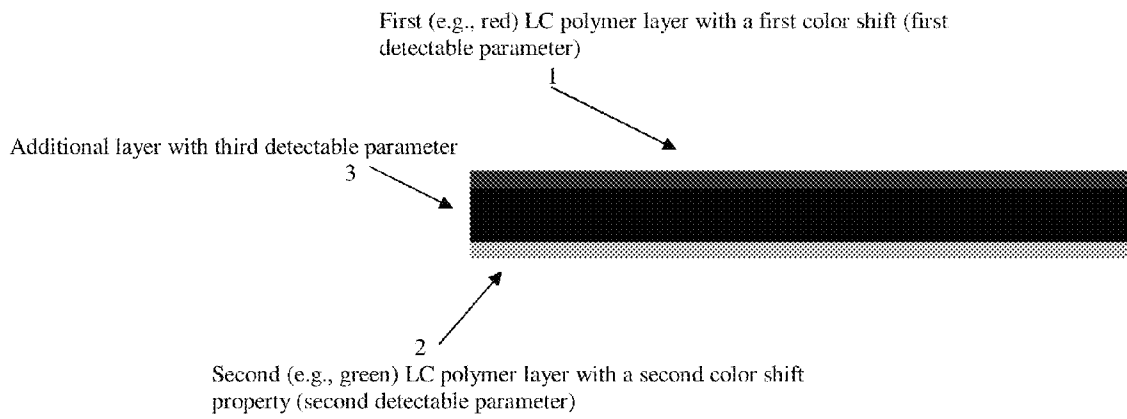 First (e.g., red) LC polymer layer with a first color shift (first
detectable parameter)
1
Additional layer with third detectable parameter
3
2
Second (e.g., green) LC polymer layer with a second color shift
property (second detectable parameter)